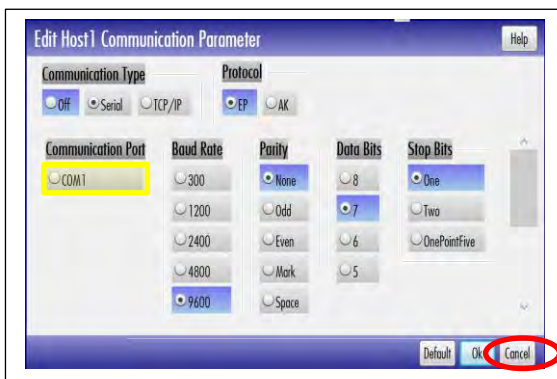 Edit Host1 Communication Parameter
Help
Communication Type Protocol
Off Serial TCP/IP EP AK
Communication Port Baud Rate Parity Data Bits Stop Bits
COM1 300 None 8 One
1200 Odd 7 Two
2400 Even 6 OnePointFive
4800 Mark 5
9600 Space
Default Ok Cancel